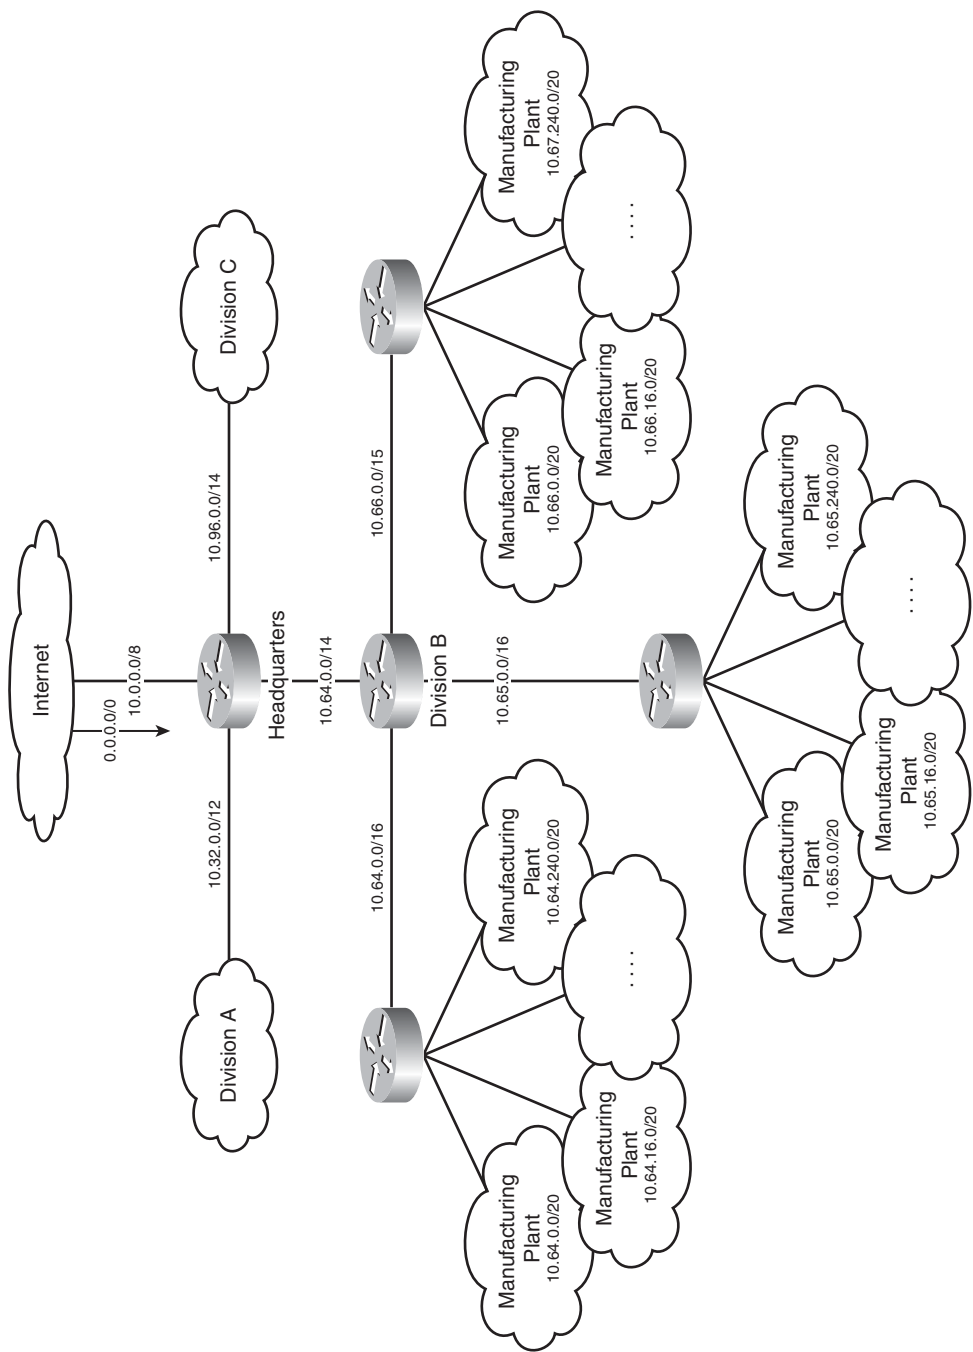 Internet
0.0.0.0/0
10.0.0.0/8
Division A
10.32.0.0/12
Headquarters
10.96.0.0/14
Division C
10.64.0.0/14
10.64.0.0/16
Division B
10.66.0.0/15
10.65.0.0/16
Manufacturing
Plant
10.64.0.0/20
Manufacturing
Plant
10.64.16.0/20
. . . .
Manufacturing
Plant
10.64.240.0/20
Manufacturing
Plant
10.66.0.0/20
Manufacturing
Plant
10.66.16.0/20
. . . .
Manufacturing
Plant
10.67.240.0/20
Manufacturing
Plant
10.65.0.0/20
Manufacturing
Plant
10.65.16.0/20
. . . .
Manufacturing
Plant
10.65.240.0/20